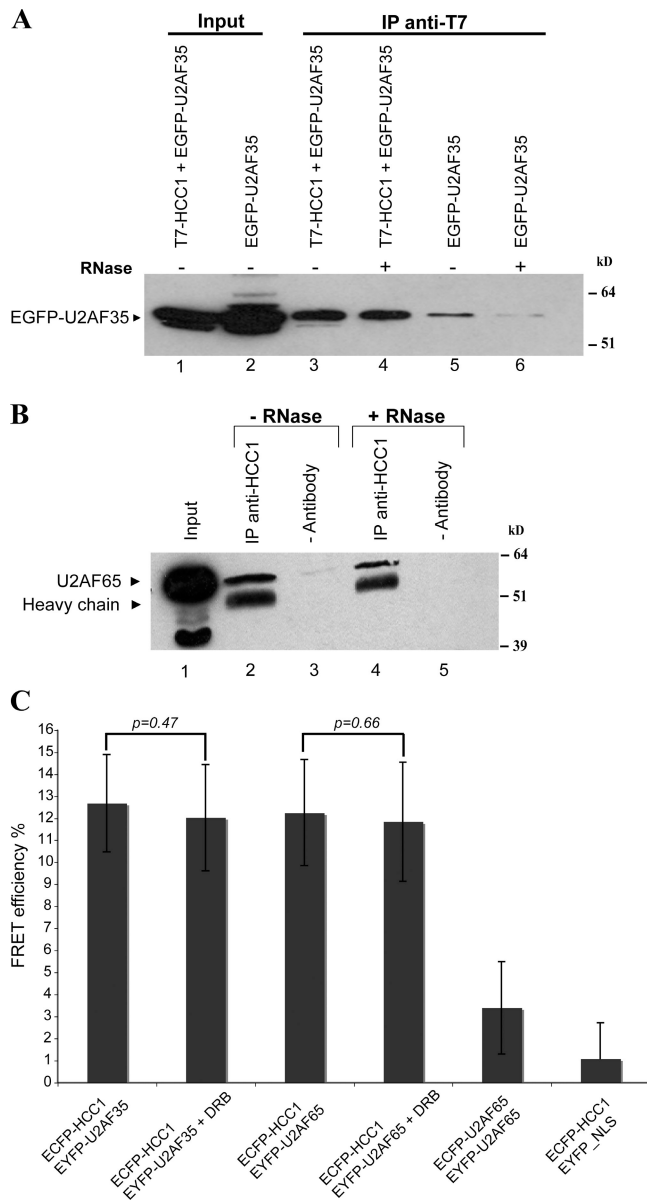 A
Input
IP anti-T7
T7-HCC1 + EGFP-U2AF35
EGFP-U2AF35
T7-HCC1 + EGFP-U2AF35
T7-HCC1 + EGFP-U2AF35
EGFP-U2AF35
EGFP-U2AF35
RNase - - - + - +
kD
EGFP-U2AF35
64
51
1 2 3 4 5 6
B
- RNase
+ RNase
Input
IP anti-HCC1
- Antibody
IP anti-HCC1
- Antibody
kD
U2AF65
Heavy chain
64
51
39
1 2 3 4 5
C
p=0.47
p=0.66
FRET efficiency %
16
15
14
13
12
11
10
9
8
7
6
5
4
3
2
1
0
ECFP-HCC1
EYFP-U2AF35
ECFP-HCC1
EYFP-U2AF35 + DRB
ECFP-HCC1
EYFP-U2AF65
ECFP-HCC1
EYFP-U2AF65 + DRB
ECFP-U2AF65
EYFP-U2AF65
ECFP-HCC1
EYFP_NLS